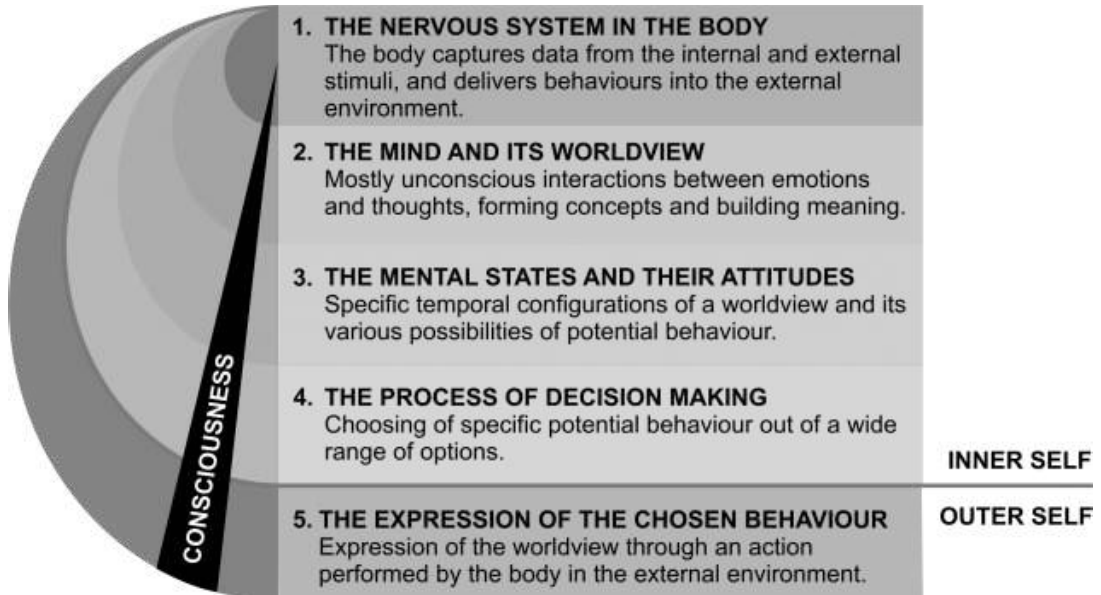 1. THE NERVOUS SYSTEM IN THE BODY
The body captures data from the internal and external
stimuli, and delivers behaviours into the external
environment.
2. THE MIND AND ITS WORLDVIEW
Mostly unconscious interactions between emotions
and thoughts, forming concepts and building meaning.
3. THE MENTAL STATES AND THEIR ATTITUDES
Specific temporal configurations of a worldview and its
various possibilities of potential behaviour.
4. THE PROCESS OF DECISION MAKING
Choosing of specific potential behaviour out of a wide
range of options.
INNER SELF
OUTER SELF
5. THE EXPRESSION OF THE CHOSEN BEHAVIOUR
Expression of the worldview through an action
performed by the body in the external environment.
CONSCIOUSNESS